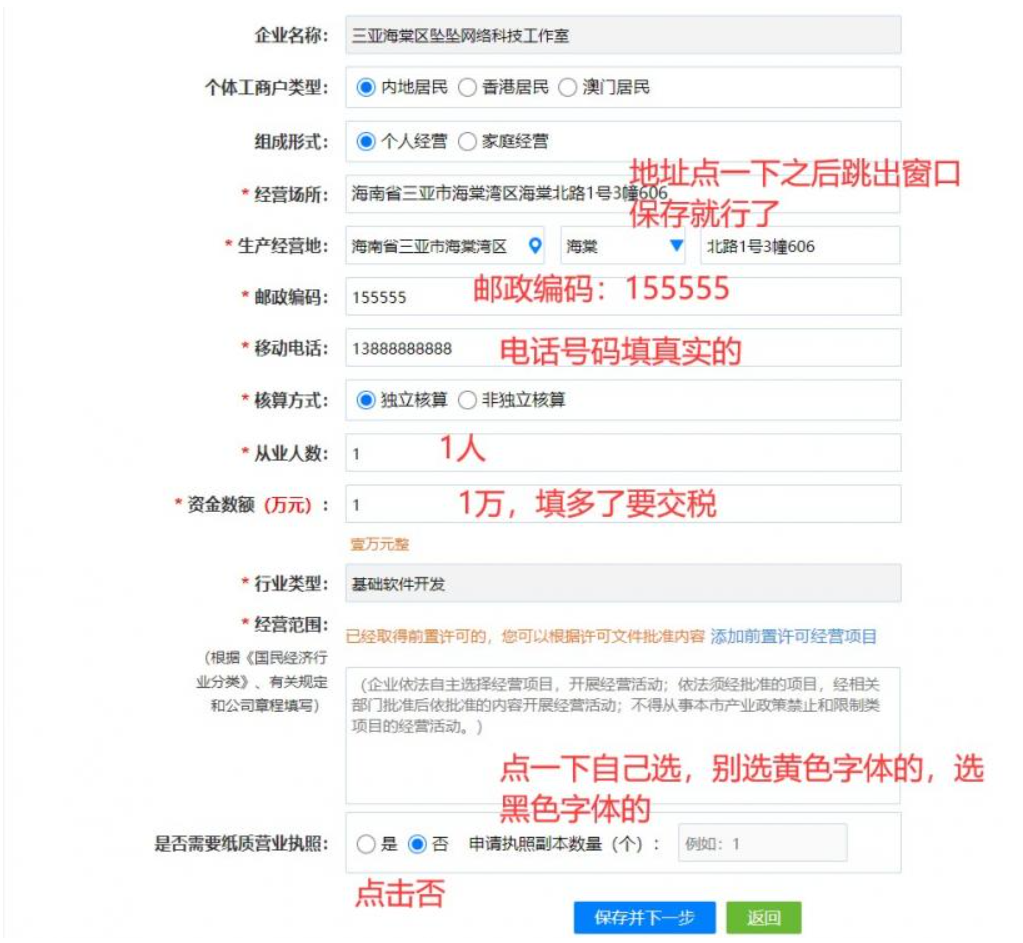 企业名称： 三亚海棠区坠坠网络科技工作室
个体工商户类型： 内地居民 香港居民 澳门居民
组成形式： 个人经营 家庭经营
地址点一下之后跳出窗口
* 经营场所： 海南省三亚市海棠湾区海棠北路1号3幢606
保存就行了
* 生产经营地： 海南省三亚市海棠湾区 海棠 北路1号3幢606
* 邮政编码： 155555 邮政编码：155555
* 移动电话： 13888888888 电话号码填真实的
* 核算方式： 独立核算 非独立核算
* 从业人数： 1 1人
* 资金数额（万元）： 1 1万，填多了要交税
壹万元整
* 行业类型： 基础软件开发
* 经营范围：
已经取得前置许可的，您可以根据许可文件批准内容 添加前置许可经营项目
（根据《国民经济行
业分类》、有关规定
和公司章程填写）
（企业依法自主选择经营项目，开展经营活动；依法须经批准的项目，经相关
部门批准后依批准的内容开展经营活动；不得从事本市产业政策禁止和限制类
项目的经营活动。）
点一下自己选，别选黄色字体的，选
黑色字体的
是否需要纸质营业执照： 是 否 申请执照副本数量（个）： 例如：1
点击否
保存并下一步 返回